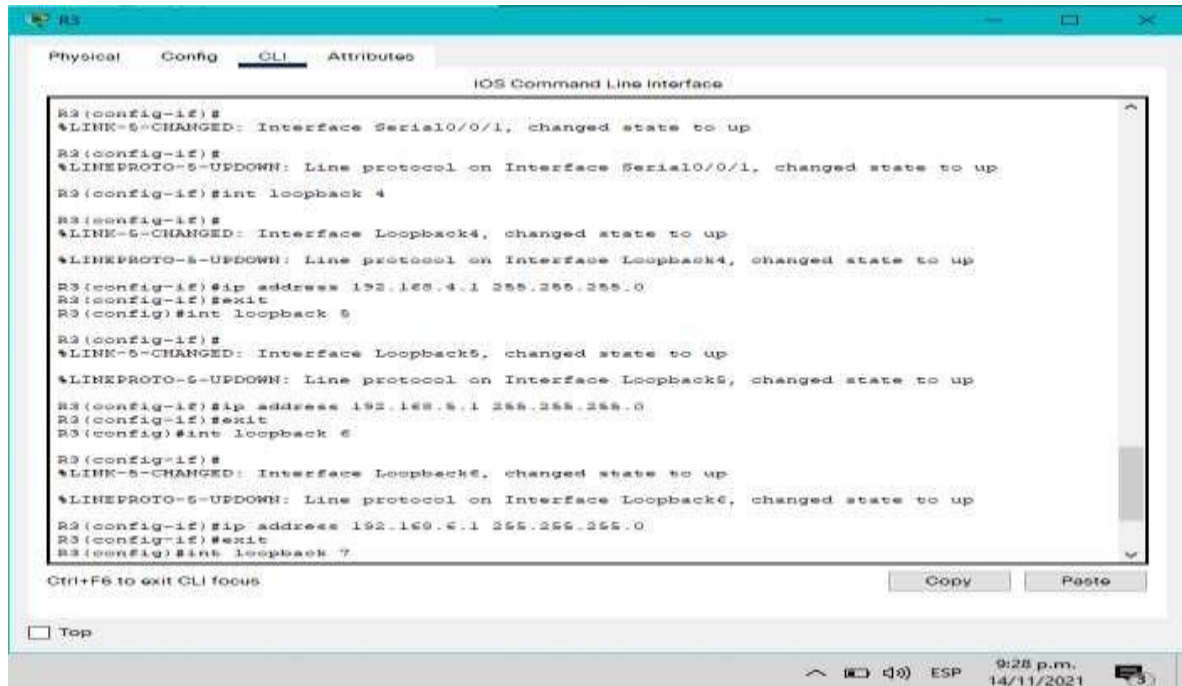 R3
Physical Config CLI Attributes
IOS Command Line Interface
R3(config-if)#
%LINK-5-CHANGED: Interface Serial0/0/1, changed state to up
R3(config-if)#
%LINEPROTO-5-UPDOWN: Line protocol on Interface Serial0/0/1, changed state to up
R3(config-if)#int loopback 4
R3(config-if)#
%LINK-5-CHANGED: Interface Loopback4, changed state to up
%LINEPROTO-5-UPDOWN: Line protocol on Interface Loopback4, changed state to up
R3(config-if)#ip address 192.168.4.1 255.255.255.0
R3(config-if)#exit
R3(config)#int loopback 5
R3(config-if)#
%LINK-5-CHANGED: Interface Loopback5, changed state to up
%LINEPROTO-5-UPDOWN: Line protocol on Interface Loopback5, changed state to up
R3(config-if)#ip address 192.168.5.1 255.255.255.0
R3(config-if)#exit
R3(config)#int loopback 6
R3(config-if)#
%LINK-5-CHANGED: Interface Loopback6, changed state to up
%LINEPROTO-5-UPDOWN: Line protocol on Interface Loopback6, changed state to up
R3(config-if)#ip address 192.168.6.1 255.255.255.0
R3(config-if)#exit
R3(config)#int loopback 7
Ctrl+F6 to exit CLI focus
Copy Paste
Top
ESP 9:28 p.m.
14/11/2021
3